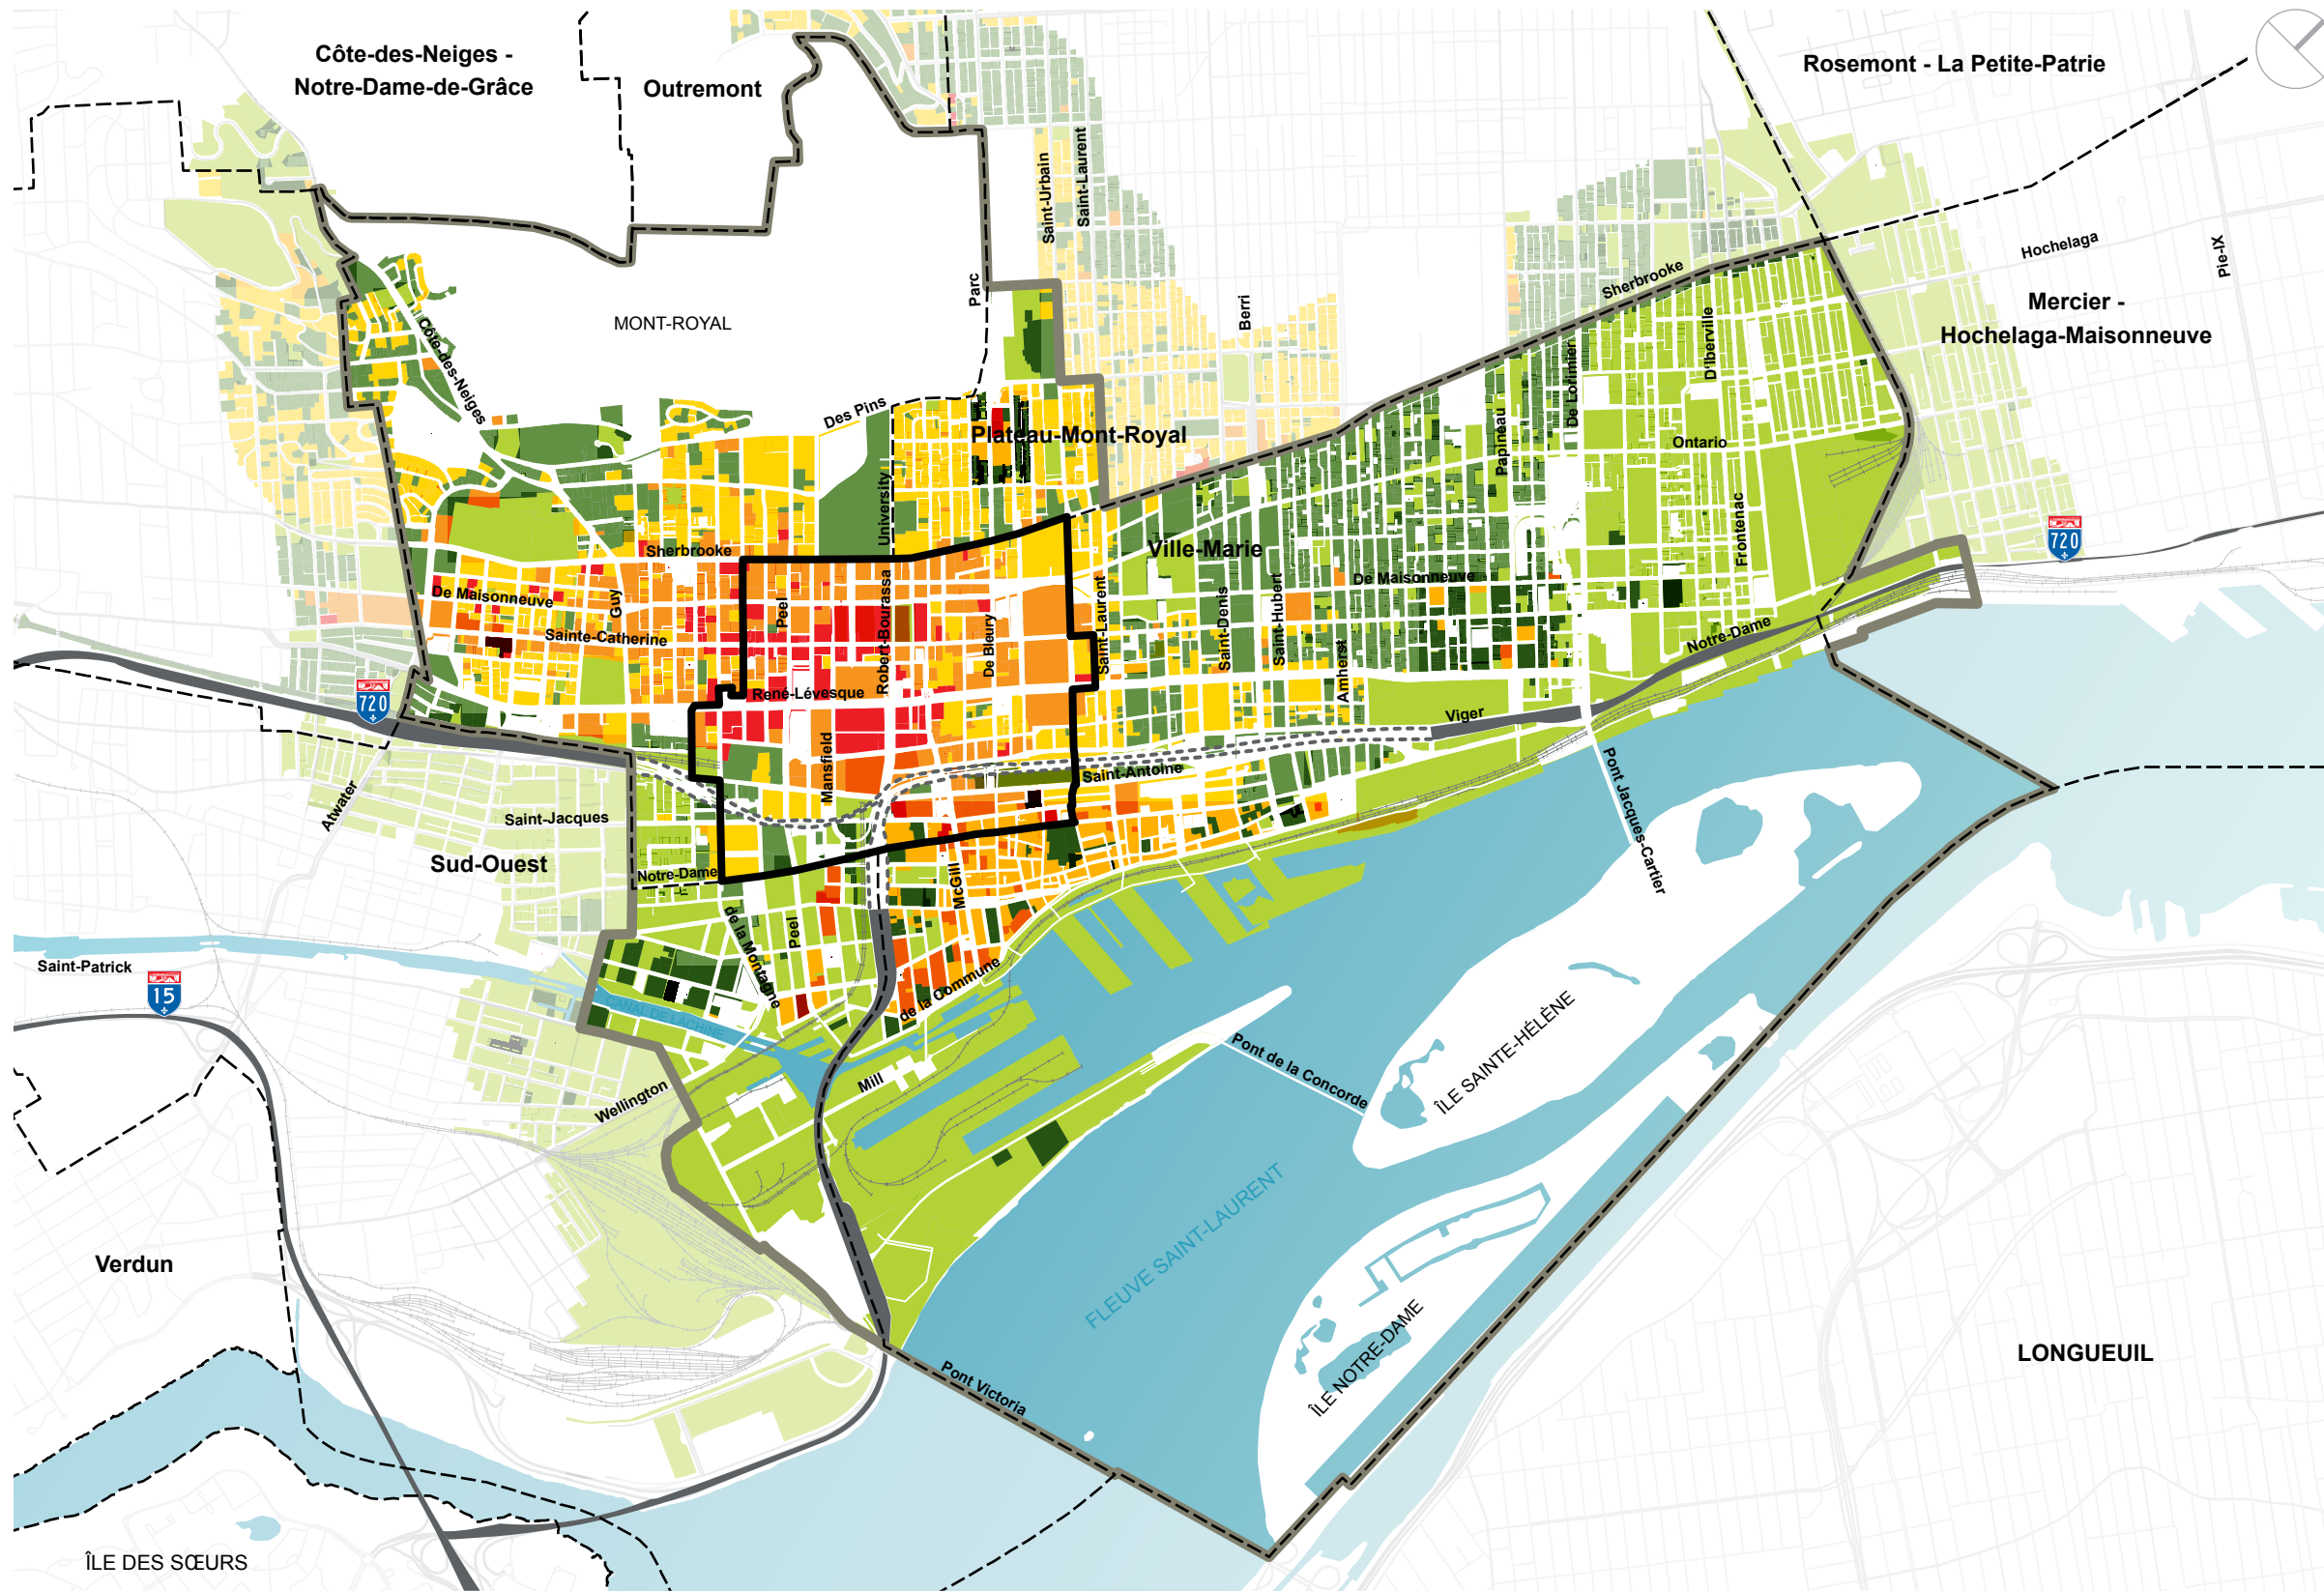 Côte-des-Neiges -
Notre-Dame-de-Grâce
Outremont
Rosemont - La Petite-Patrie
Saint-Urbain
Saint-Laurent
Hochelaga
Pie-IX
Sherbrooke
Parc
Berri
Mercier -
Hochelaga-Maisonneuve
MONT-ROYAL
Côte-des-Neiges
D'Iberville
De Lorimier
Des Pins
Plateau-Mont-Royal
Papineau
Ontario
University
Frontenac
720
Sherbrooke
Ville-Marie
De Maisonneuve
De Maisonneuve
Guy
Peel
Robert-Bourassa
De Bleury
Saint-Laurent
Saint-Denis
Saint-Hubert
Amherst
Sainte-Catherine
Notre-Dame
720
René-Lévesque
Viger
Mansfield
Saint-Antoine
Pont Jacques-Cartier
Atwater
Saint-Jacques
Sud-Ouest
Notre-Dame
McGill
de la Montagne
Peel
Saint-Patrick
15
de la Commune
CANAL DE LACHINE
Mill
Wellington
Pont de la Concorde
ÎLE SAINTE-HÉLÈNE
FLEUVE SAINT-LAURENT
Verdun
ÎLE NOTRE-DAME
LONGUEUIL
Pont Victoria
ÎLE DES SŒURS